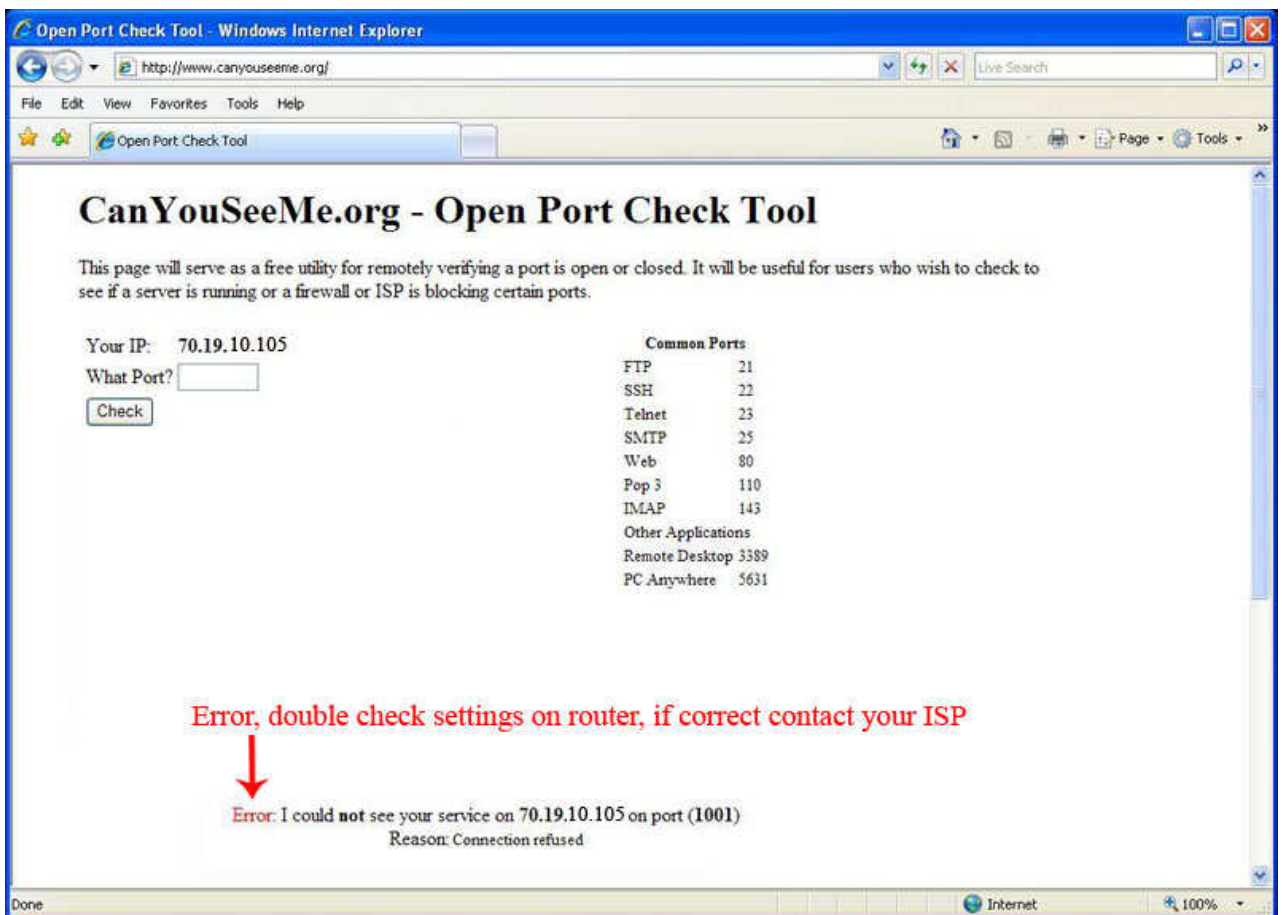 Open Port Check Tool - Windows Internet Explorer
http://www.canyouseeme.org/
Live Search
File Edit View Favorites Tools Help
Open Port Check Tool
Page Tools »
CanYouSeeMe.org - Open Port Check Tool
This page will serve as a free utility for remotely verifying a port is open or closed. It will be useful for users who wish to check to
see if a server is running or a firewall or ISP is blocking certain ports.
Your IP: 70.19.10.105
What Port?
Check
Common Ports
FTP 21
SSH 22
Telnet 23
SMTP 25
Web 80
Pop 3 110
IMAP 143
Other Applications
Remote Desktop 3389
PC Anywhere 5631
Error, double check settings on router, if correct contact your ISP
Error: I could not see your service on 70.19.10.105 on port (1001)
Reason: Connection refused
Done
Internet
100%